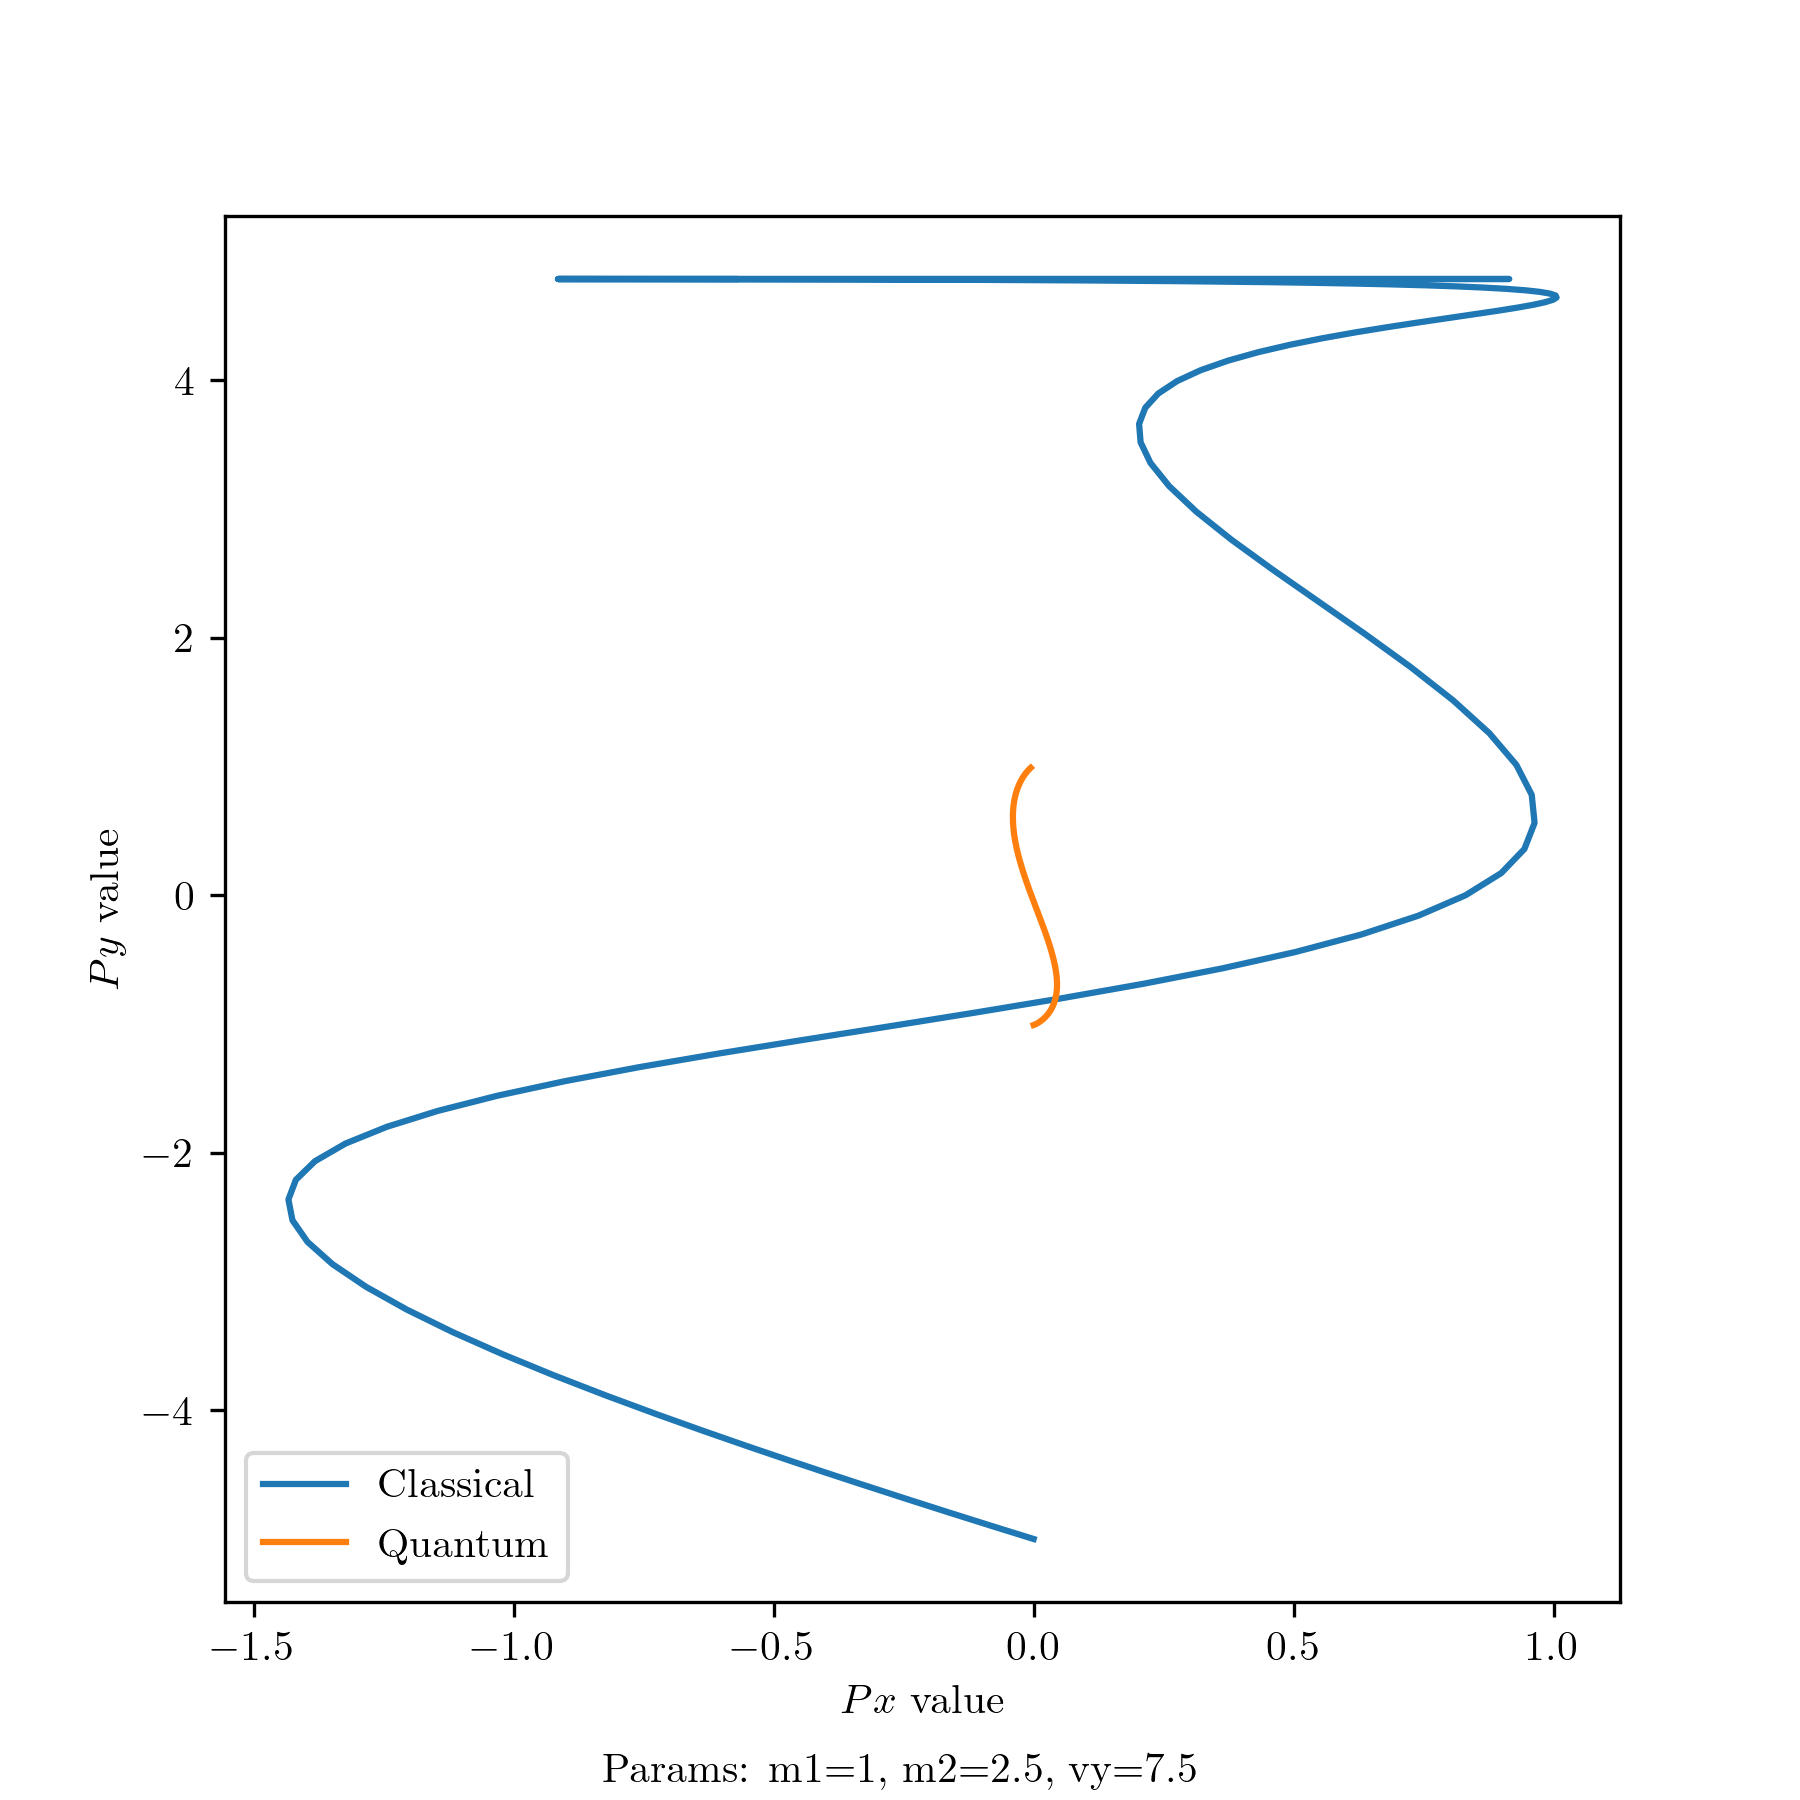 4
2
0
−2
−4
Py value
Classical
Quantum
−1.5 −1.0 −0.5 0.0 0.5 1.0
Px value
Params: m1=1, m2=2.5, vy=7.5